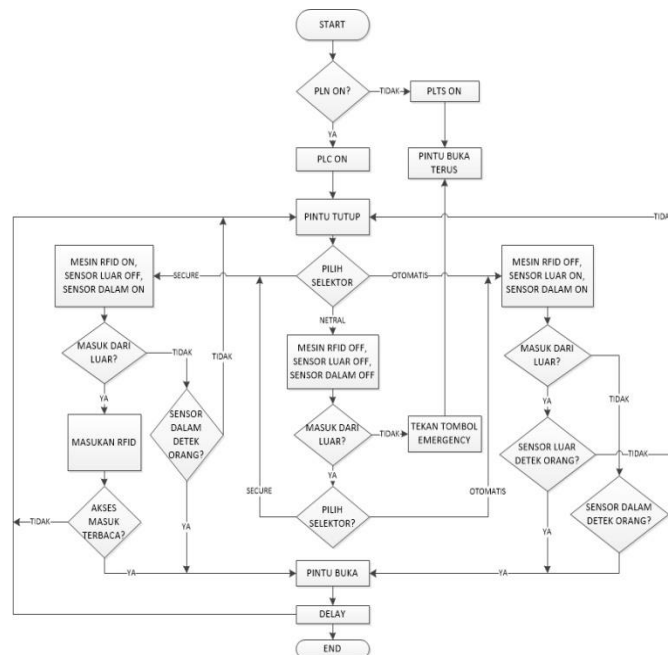 START
PLN ON?
TIDAK
PLTS ON
YA
PLC ON
PINTU BUKA
TERUS
PINTU TUTUP
TIDAK
MESIN RFID ON,
SENSOR LUAR OFF,
SENSOR DALAM ON
SECURE
PILIH
SELEKTOR
OTOMATIS
MESIN RFID OFF,
SENSOR LUAR ON,
SENSOR DALAM ON
NETRAL
TIDAK
MASUK DARI
LUAR?
TIDAK
MESIN RFID OFF,
SENSOR LUAR OFF,
SENSOR DALAM OFF
MASUK DARI
LUAR?
YA
MASUKAN RFID
SENSOR
DALAM
DETEK
ORANG?
MASUK DARI
LUAR?
TIDAK
TEKAN TOMBOL
EMERGENCY
YA
TIDAK
SENSOR LUAR
DETEK ORANG?
TIDAK
YA
SECURE
PILIH
SELEKTOR?
OTOMATIS
TIDAK
AKSES
MASUK
TERBACA?
YA
YA
SENSOR DALAM
DETEK ORANG?
YA
PINTU BUKA
YA
DELAY
END